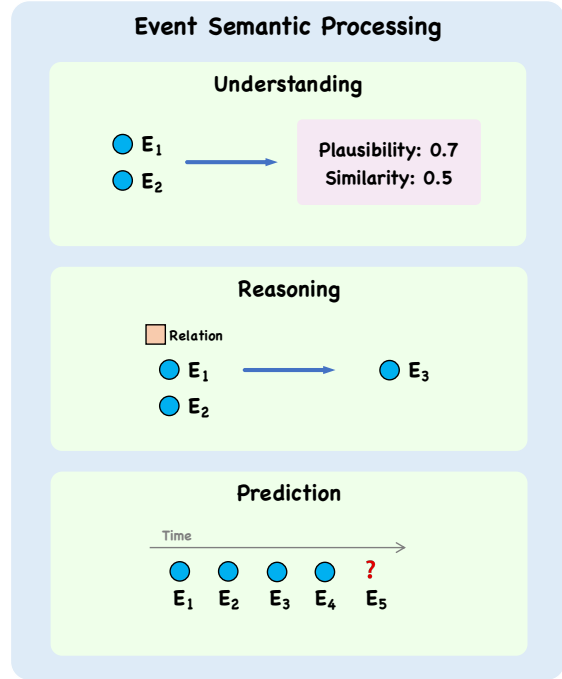 Event Semantic Processing
Understanding
E₁
E₂
Plausibility: 0.7
Similarity: 0.5
Reasoning
Relation
E₁
E₃
E₂
Prediction
Time
?
E₁ E₂ E₃ E₄ E₅